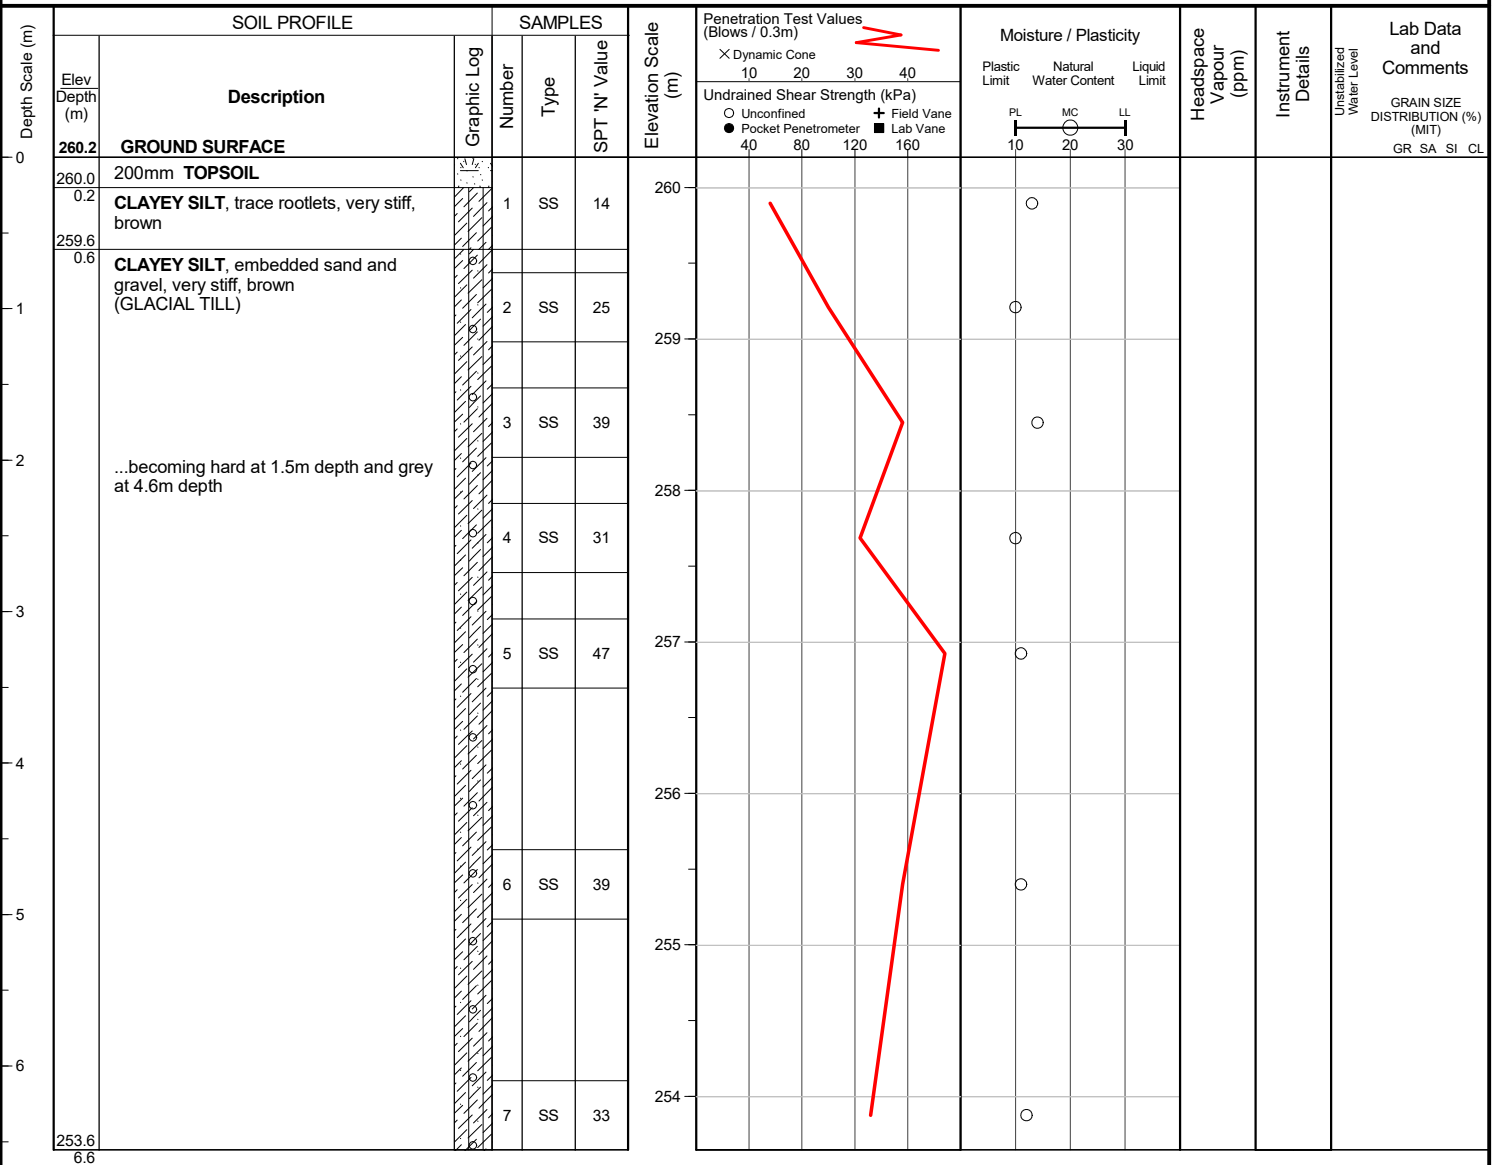 Depth Scale (m)
SOIL PROFILE
Elev
Depth
(m)
Description
Graphic Log
SAMPLES
Number
Type
SPT 'N' Value
Elevation Scale
(m)
Penetration Test Values
(Blows / 0.3m)
× Dynamic Cone
10 20 30 40
Undrained Shear Strength (kPa)
Unconfined
Field Vane
Pocket Penetrometer
Lab Vane
40 80 120 160
Moisture / Plasticity
Plastic Limit
Natural Water Content
Liquid Limit
PL MC LL
10 20 30
Headspace
Vapour
(ppm)
Instrument
Details
Unstabilized
Water Level
Lab Data
and
Comments
GRAIN SIZE
DISTRIBUTION (%)
(MIT)
GR SA SI CL
260.2 GROUND SURFACE
0
200mm TOPSOIL
260.0
0.2
CLAYEY SILT, trace rootlets, very stiff,
brown
1 SS 14
260
259.6
0.6
CLAYEY SILT, embedded sand and
gravel, very stiff, brown
(GLACIAL TILL)
1
2 SS 25
259
3 SS 39
2
...becoming hard at 1.5m depth and grey
at 4.6m depth
258
4 SS 31
3
257
5 SS 47
4
256
6 SS 39
5
255
6
254
7 SS 33
253.6
6.6